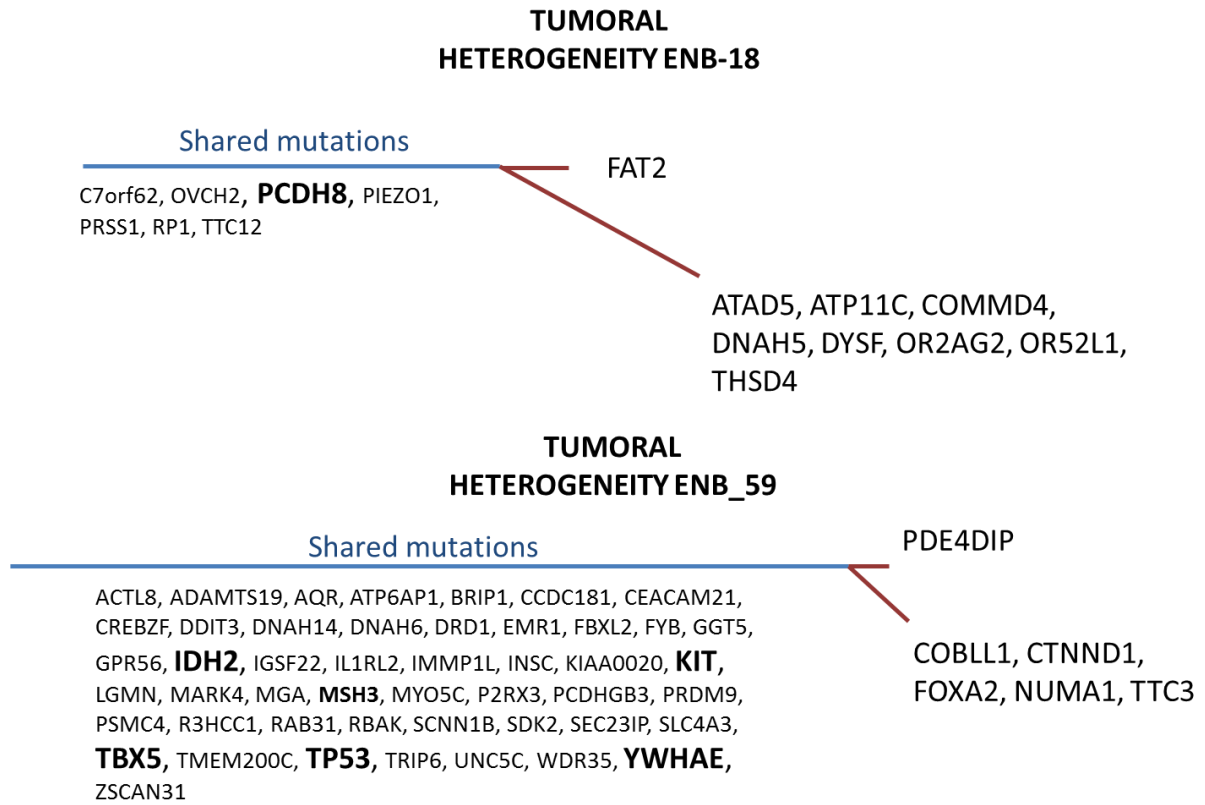 TUMORAL
HETEROGENEITY ENB-18
Shared mutations
FAT2
C7orf62, OVCH2, PCDH8, PIEZO1,
PRSS1, RP1, TTC12
ATAD5, ATP11C, COMMD4,
DNAH5, DYSF, OR2AG2, OR52L1,
THSD4
TUMORAL
HETEROGENEITY ENB_59
Shared mutations
PDE4DIP
ACTL8, ADAMTS19, AQR, ATP6AP1, BRIP1, CCDC181, CEACAM21,
CREBZF, DDIT3, DNAH14, DNAH6, DRD1, EMR1, FBXL2, FYB, GGT5,
GPR56, IDH2, IGSF22, IL1RL2, IMMP1L, INSC, KIAA0020, KIT,
LGMN, MARK4, MGA, MSH3, MYO5C, P2RX3, PCDHGB3, PRDM9,
PSMC4, R3HCC1, RAB31, RBAK, SCNN1B, SDK2, SEC23IP, SLC4A3,
TBX5, TMEM200C, TP53, TRIP6, UNC5C, WDR35, YWHAE,
ZSCAN31
COBLL1, CTNND1,
FOXA2, NUMA1, TTC3